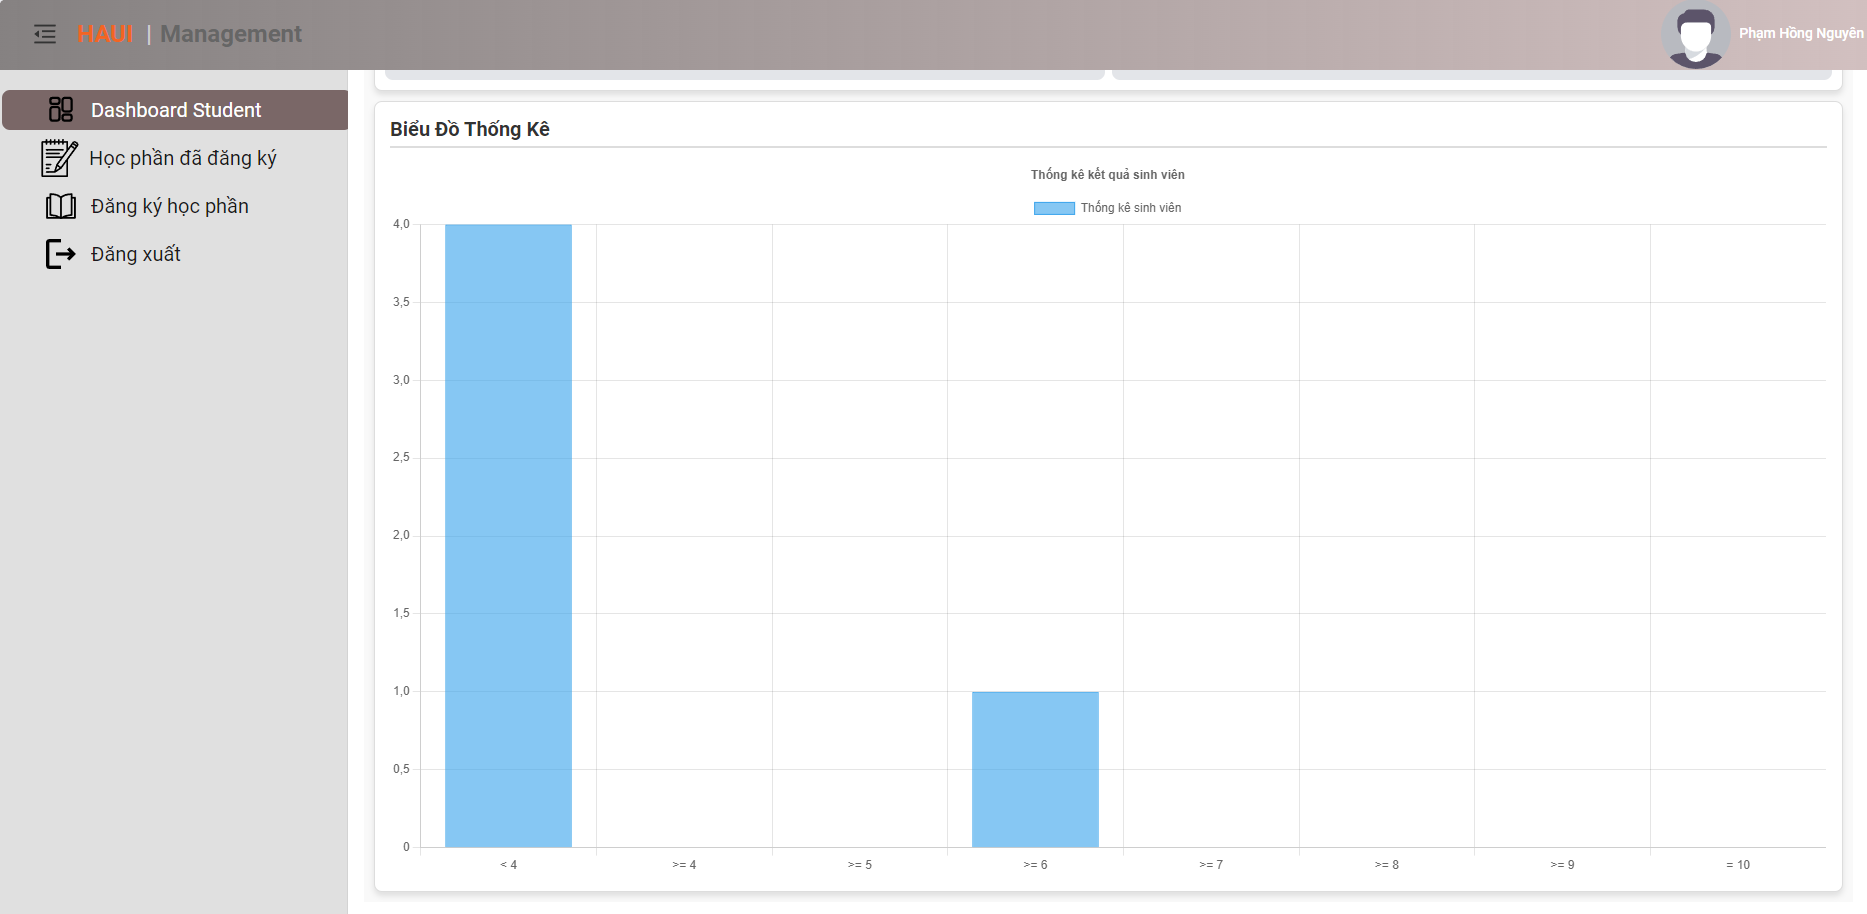 HAUI | Management
Phạm Hồng Nguyên
Dashboard Student
Học phần đã đăng ký
Đăng ký học phần
Đăng xuất
Biểu Đồ Thống Kê
Thống kê kết quả sinh viên
Thống kê sinh viên
4,0
3,5
3,0
2,5
2,0
1,5
1,0
0,5
0
< 4 >= 4 >= 5 >= 6 >= 7 >= 8 >= 9 = 10